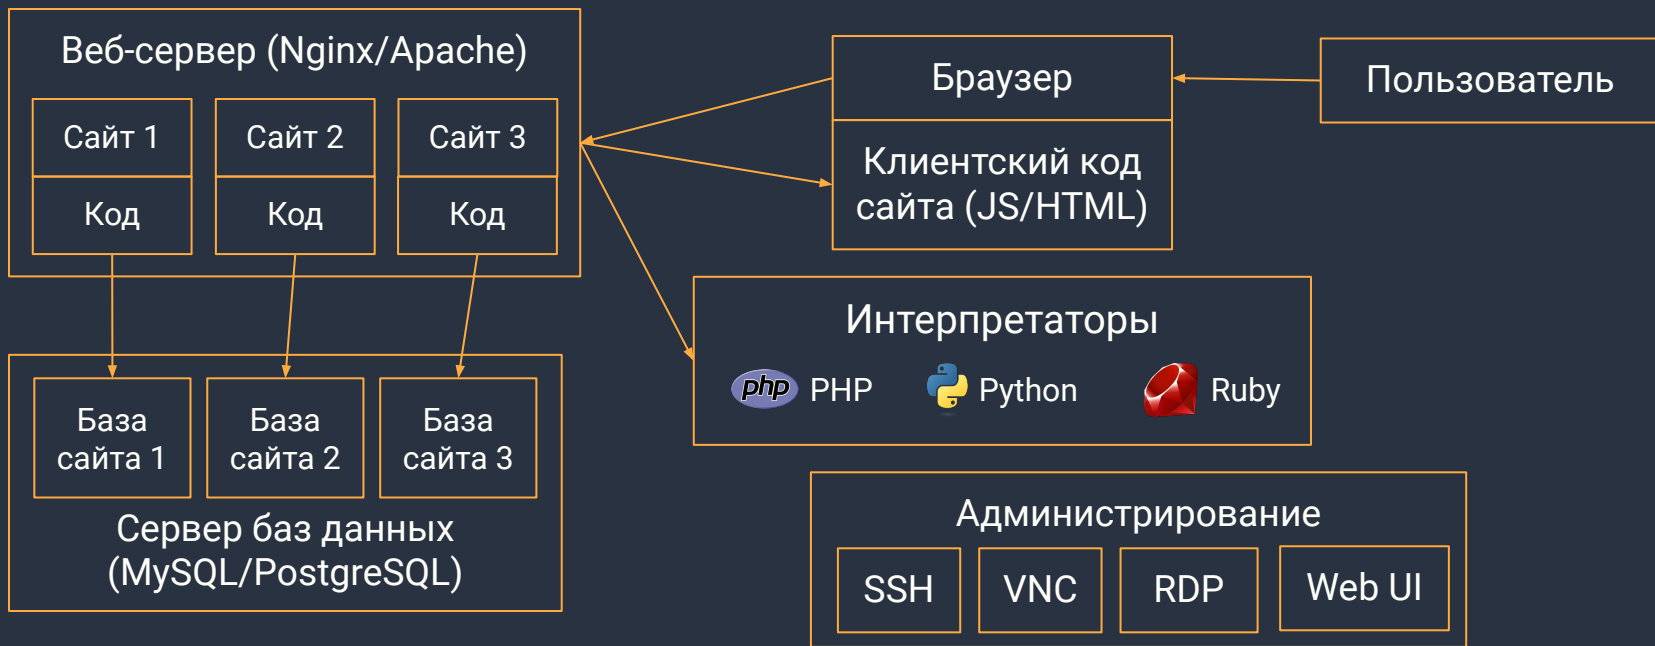 Веб-сервер (Nginx/Apache)
Сайт 1
Сайт 2
Сайт 3
Код
Код
Код
Браузер
Клиентский код
сайта (JS/HTML)
Пользователь
Интерпретаторы
php
PHP
Python
Ruby
База
сайта 1
База
сайта 2
База
сайта 3
Сервер баз данных
(MySQL/PostgreSQL)
Администрирование
SSH
VNC
RDP
Web UI